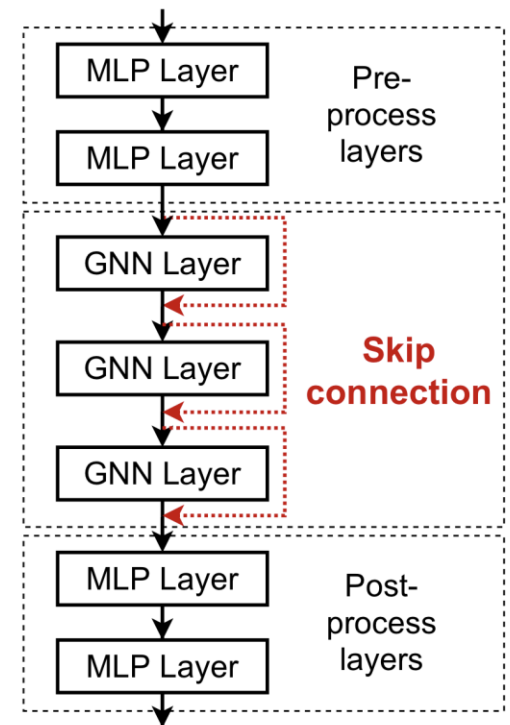 MLP Layer
MLP Layer
Pre-
process
layers
GNN Layer
GNN Layer
GNN Layer
Skip
connection
MLP Layer
MLP Layer
Post-
process
layers